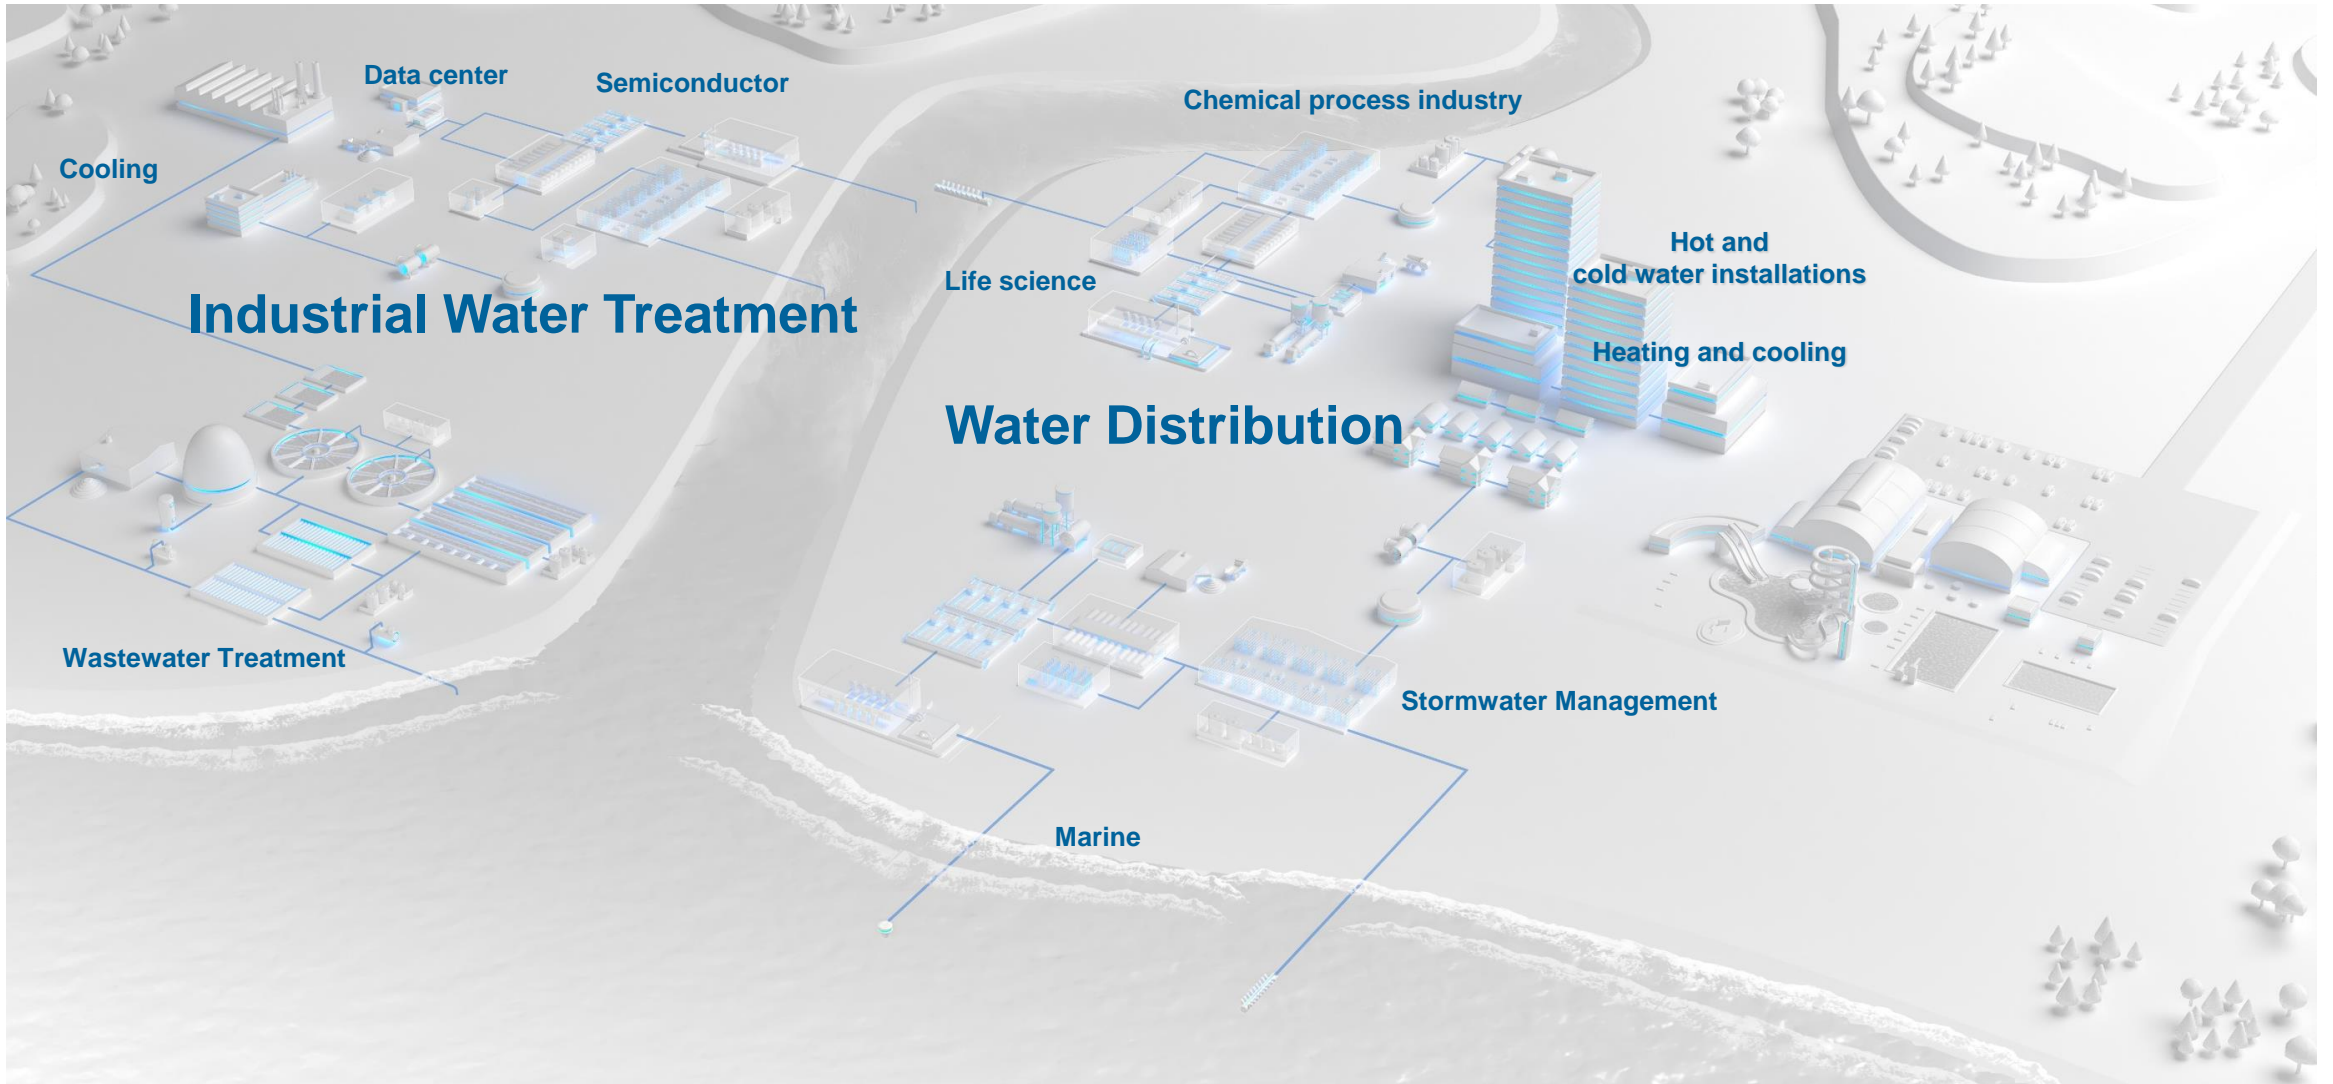 Data center
Semiconductor
Chemical process industry
Cooling
Hot and
cold water installations
Life science
Industrial Water Treatment
Heating and cooling
Water Distribution
Wastewater Treatment
Stormwater Management
Marine